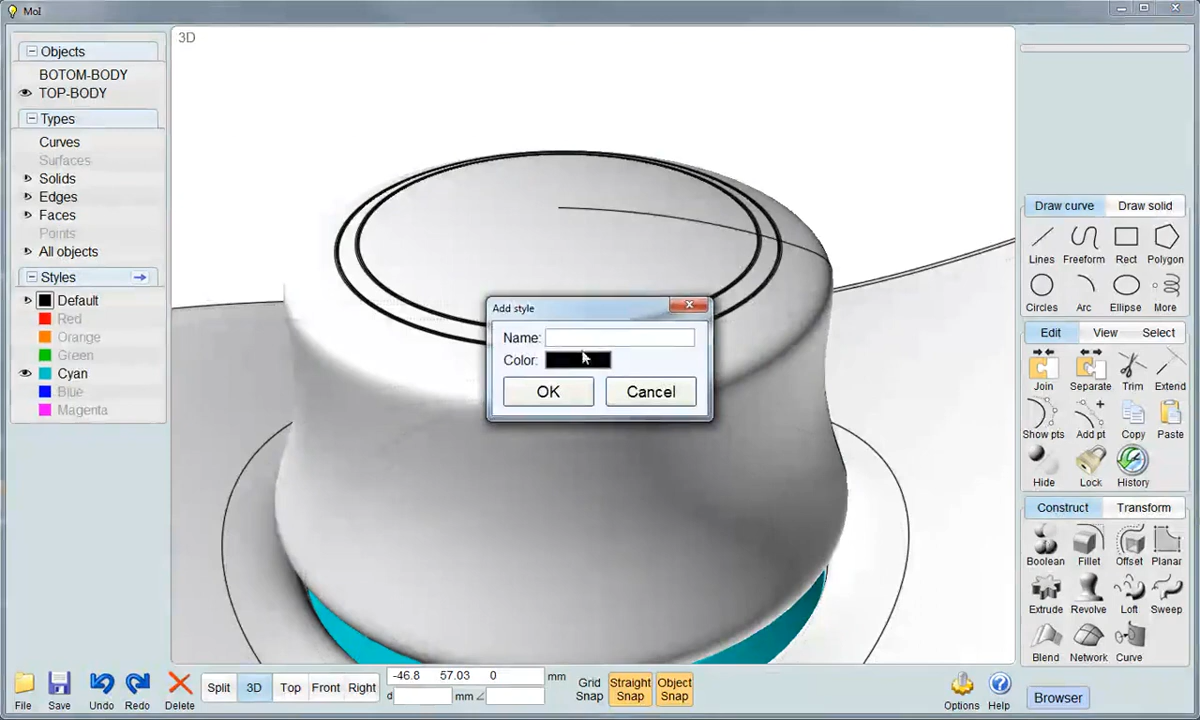 MoI
3D
Objects
BOTOM-BODY
TOP-BODY
Types
Curves
Surfaces
Solids
Edges
Faces
Points
All objects
Styles
Default
Red
Orange
Green
Cyan
Blue
Magenta
Add style
Name:
Color:
OK Cancel
Draw curve Draw solid
Lines Freeform Rect Polygon
Circles Arc Ellipse More
Edit View Select
Join Separate Trim Extend
Show pts Add pt Copy Paste
Hide Lock History
Construct Transform
Boolean Fillet Offset Planar
Extrude Revolve Loft Sweep
Blend Network Curve
File Save Undo Redo Delete
Split 3D Top Front Right
-46.8 57.03 0 mm
d mm
Grid Snap
Straight Snap
Object Snap
Options Help
Browser